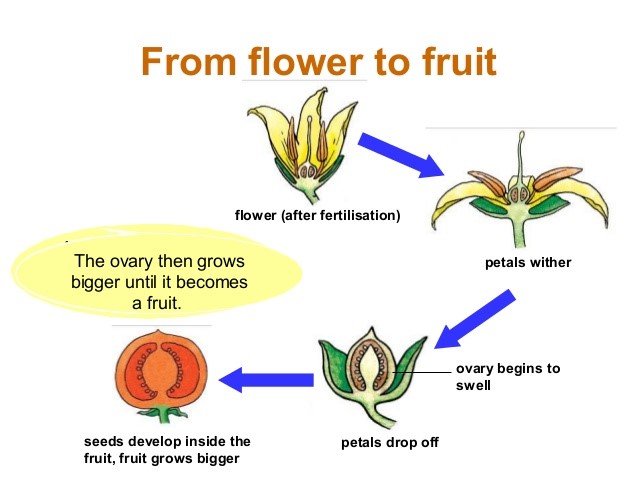 From flower to fruit
flower (after fertilisation)
petals wither
The ovary then grows
bigger until it becomes
a fruit.
ovary begins to
swell
petals drop off
seeds develop inside the
fruit, fruit grows bigger